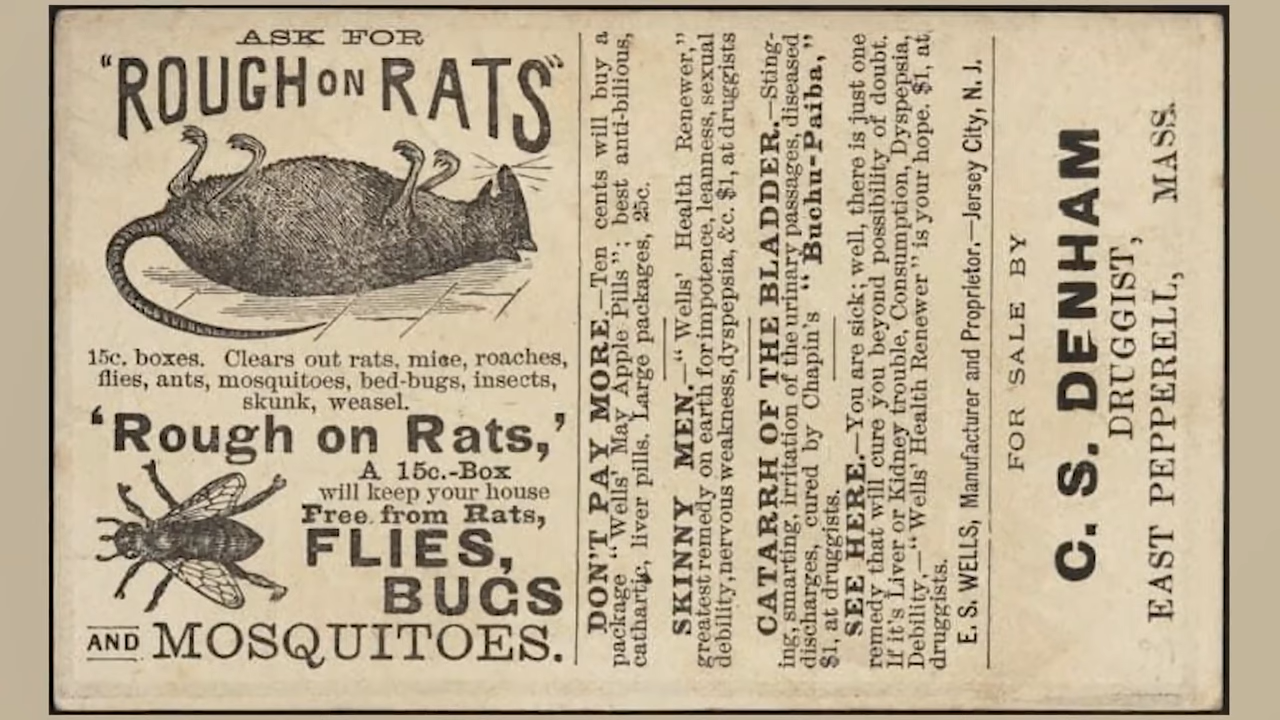 ASK FOR
"ROUGH ON RATS"
15c. boxes. Clears out rats, mice, roaches,
flies, ants, mosquitoes, bed-bugs, insects,
skunk, weasel.
'Rough on Rats,'
A 15c.-Box
will keep your house
Free from Rats,
FLIES,
BUGS
AND MOSQUITOES.
DON'T PAY MORE.—Ten cents will buy a
package "Wells' May Apple Pills"; best anti-bilious,
cathartic, liver pills. Large packages, 25c.
SKINNY MEN.—"Wells' Health Renewer,"
greatest remedy on earth for impotence, leanness, sexual
debility, nervous weakness, dyspepsia, &c. $1, at druggists
CATARRH OF THE BLADDER.—Sting-
ing, smarting, irritation of the urinary passages, diseased
discharges, cured by Chapin's "Buchu-Paiba,"
$1, at druggists.
SEE HERE.—You are sick; well, there is just one
remedy that will cure you beyond possibility of doubt.
If it's Liver or Kidney trouble, Consumption, Dyspepsia,
Debility,—"Wells' Health Renewer" is your hope. $1, at
druggists.
E. S. WELLS, Manufacturer and Proprietor.—Jersey City, N. J.
FOR SALE BY
C. S. DENHAM
DRUGGIST,
EAST PEPPERELL, MASS.